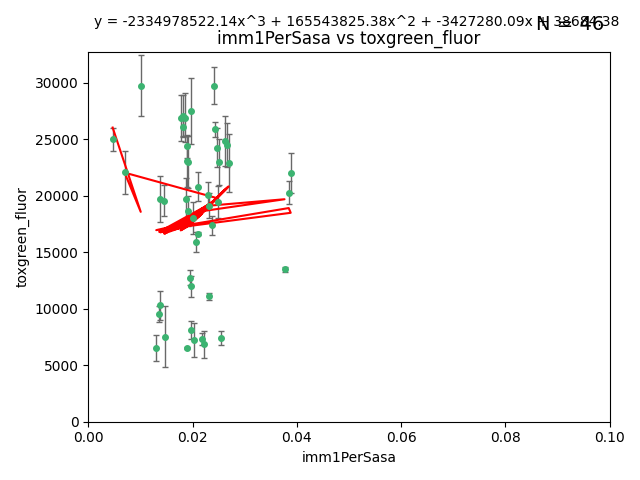 y = -2334978522.14x^3 + 165543825.38x^2 + -3427280.09x + 38684.38
N = 46
imm1PerSasa vs toxgreen_fluor
30000
25000
20000
15000
10000
5000
0
toxgreen_fluor
0.00 0.02 0.04 0.06 0.08 0.10
imm1PerSasa